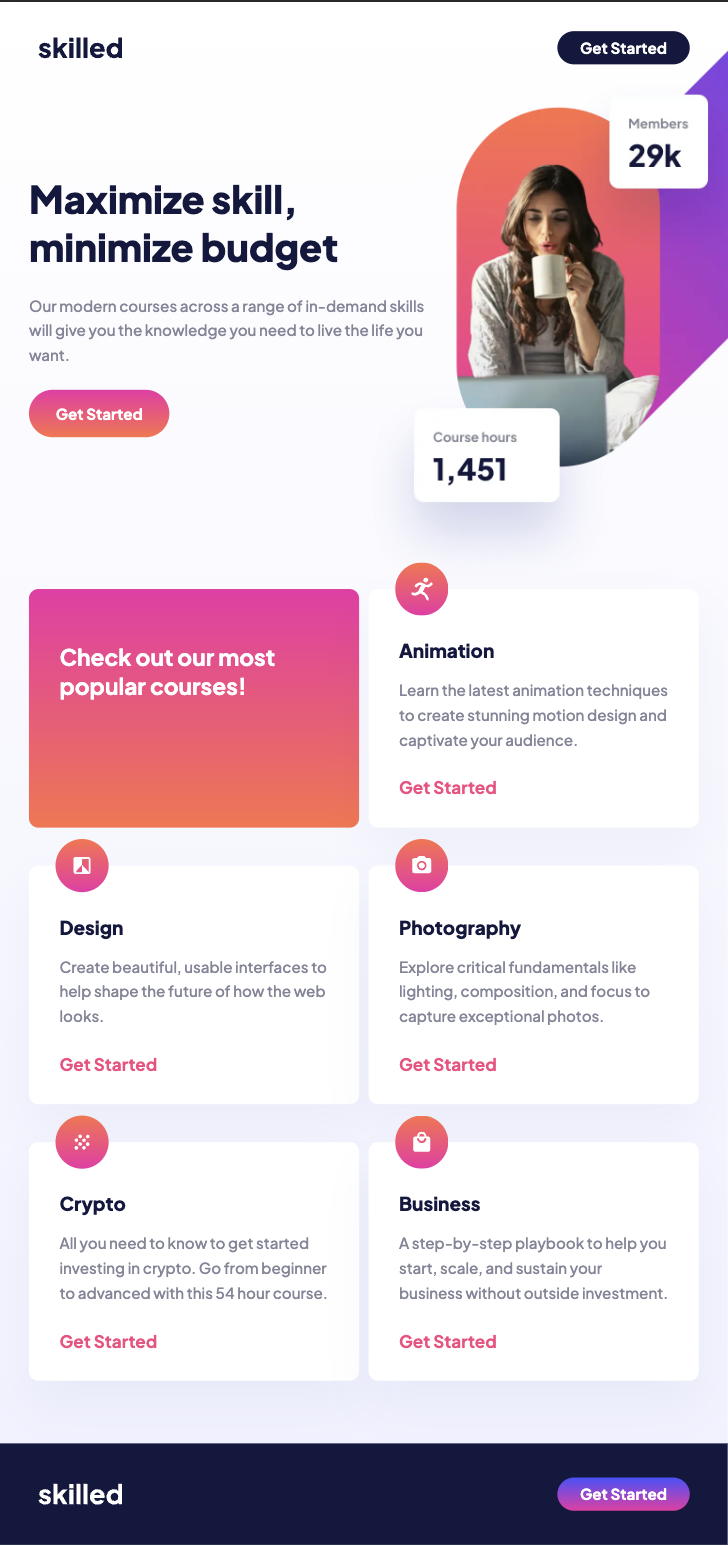 skilled
Get Started
Members
29k
Maximize skill,
minimize budget
Our modern courses across a range of in-demand skills
will give you the knowledge you need to live the life you
want.
Get Started
Course hours
1,451
Check out our most
popular courses!
Animation
Learn the latest animation techniques
to create stunning motion design and
captivate your audience.
Get Started
Design
Create beautiful, usable interfaces to
help shape the future of how the web
looks.
Get Started
Photography
Explore critical fundamentals like
lighting, composition, and focus to
capture exceptional photos.
Get Started
Crypto
All you need to know to get started
investing in crypto. Go from beginner
to advanced with this 54 hour course.
Get Started
Business
A step-by-step playbook to help you
start, scale, and sustain your
business without outside investment.
Get Started
skilled
Get Started